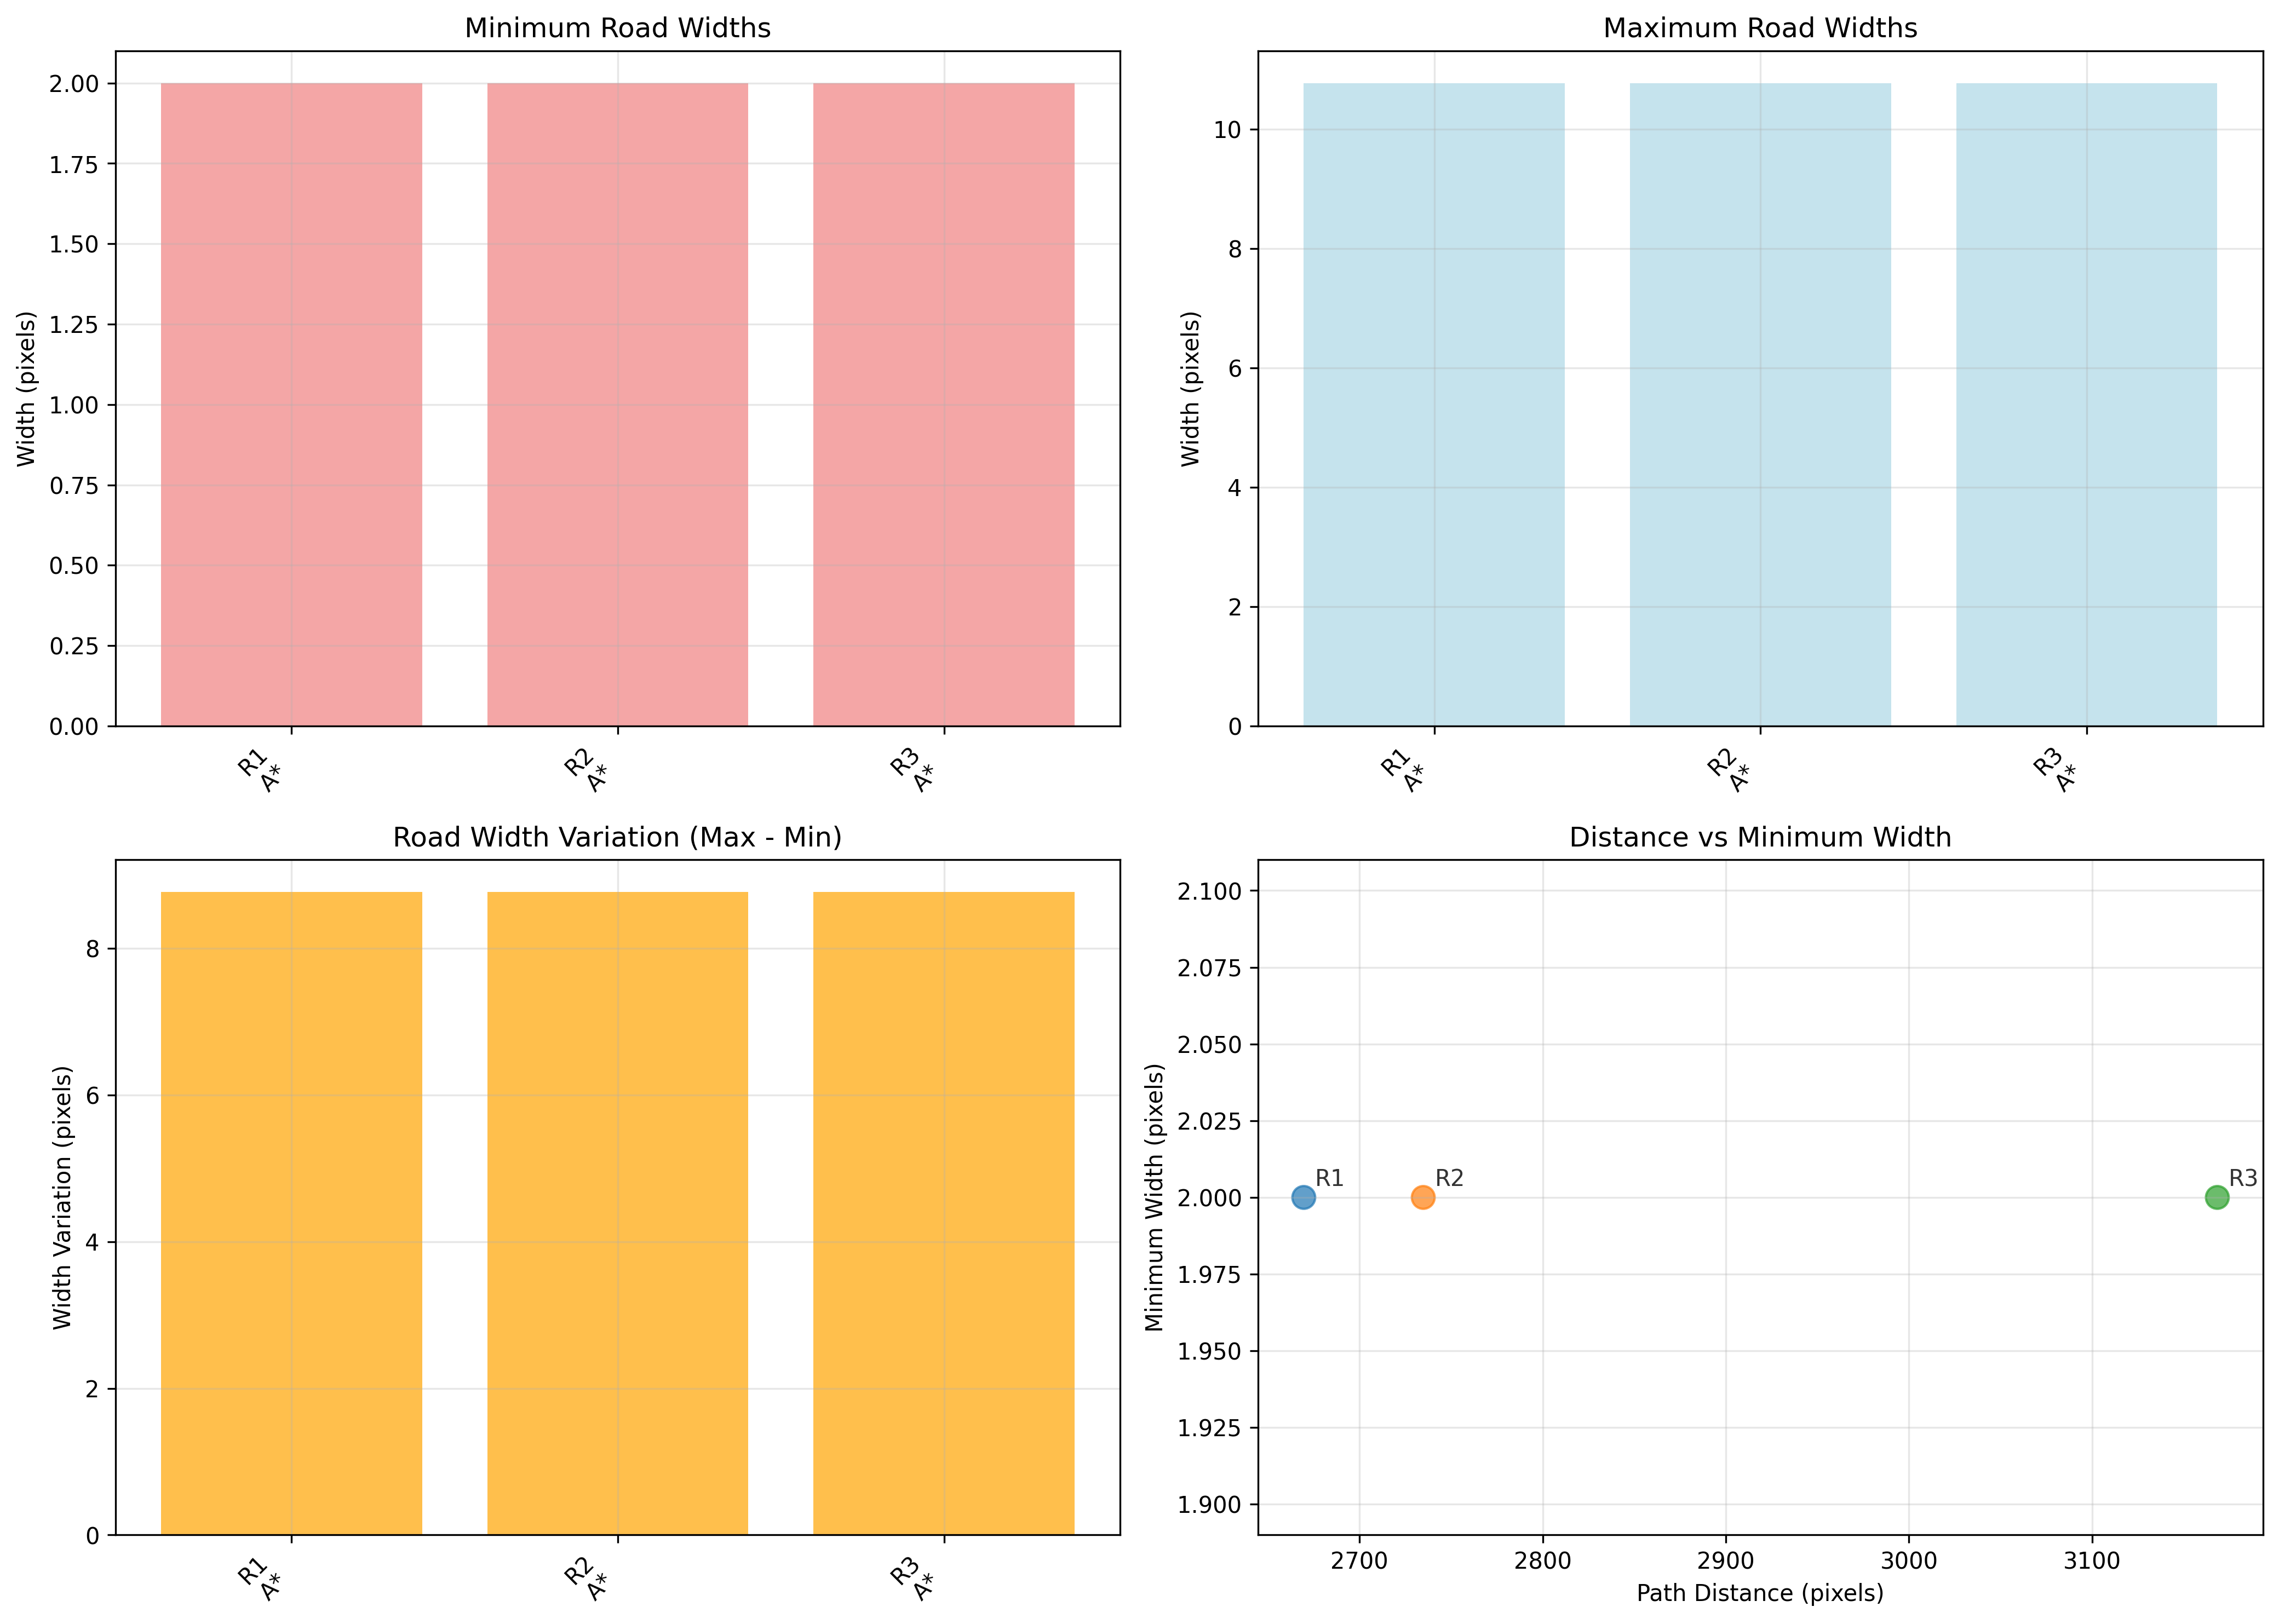 Minimum Road Widths
Width (pixels)
2.00
1.75
1.50
1.25
1.00
0.75
0.50
0.25
0.00
R1
A*
R2
A*
R3
A*
Maximum Road Widths
Width (pixels)
10
8
6
4
2
0
R1
A*
R2
A*
R3
A*
Road Width Variation (Max - Min)
Width Variation (pixels)
8
6
4
2
0
R1
A*
R2
A*
R3
A*
Distance vs Minimum Width
Minimum Width (pixels)
2.100
2.075
2.050
2.025
2.000
1.975
1.950
1.925
1.900
R1
R2
R3
2700
2800
2900
3000
3100
Path Distance (pixels)